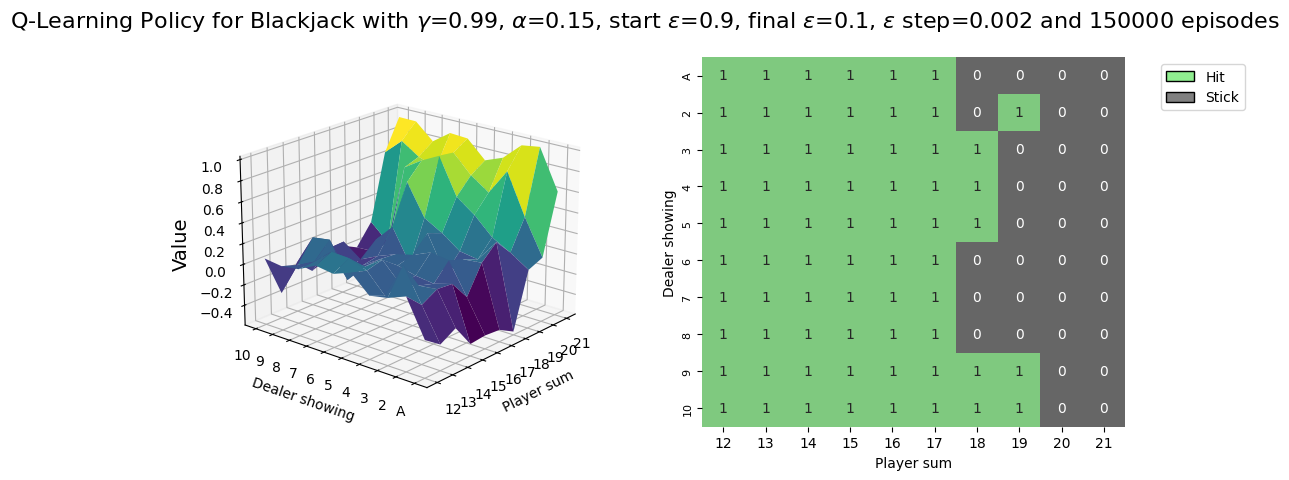 Q-Learning Policy for Blackjack with γ=0.99, α=0.15, start ε=0.9, final ε=0.1, ε step=0.002 and 150000 episodes
Value
1.0
0.8
0.6
0.4
0.2
0.0
−0.2
−0.4
10 9 8 7 6 5 4 3 2 A
Dealer showing
12 13 14 15 16 17 18 19 20 21
Player sum
Dealer showing
A 1 1 1 1 1 1 0 0 0 0
2 1 1 1 1 1 1 0 1 0 0
3 1 1 1 1 1 1 1 0 0 0
4 1 1 1 1 1 1 1 0 0 0
5 1 1 1 1 1 1 1 0 0 0
6 1 1 1 1 1 1 0 0 0 0
7 1 1 1 1 1 1 0 0 0 0
8 1 1 1 1 1 1 0 0 0 0
9 1 1 1 1 1 1 1 1 0 0
10 1 1 1 1 1 1 1 1 0 0
12 13 14 15 16 17 18 19 20 21
Player sum
Hit
Stick